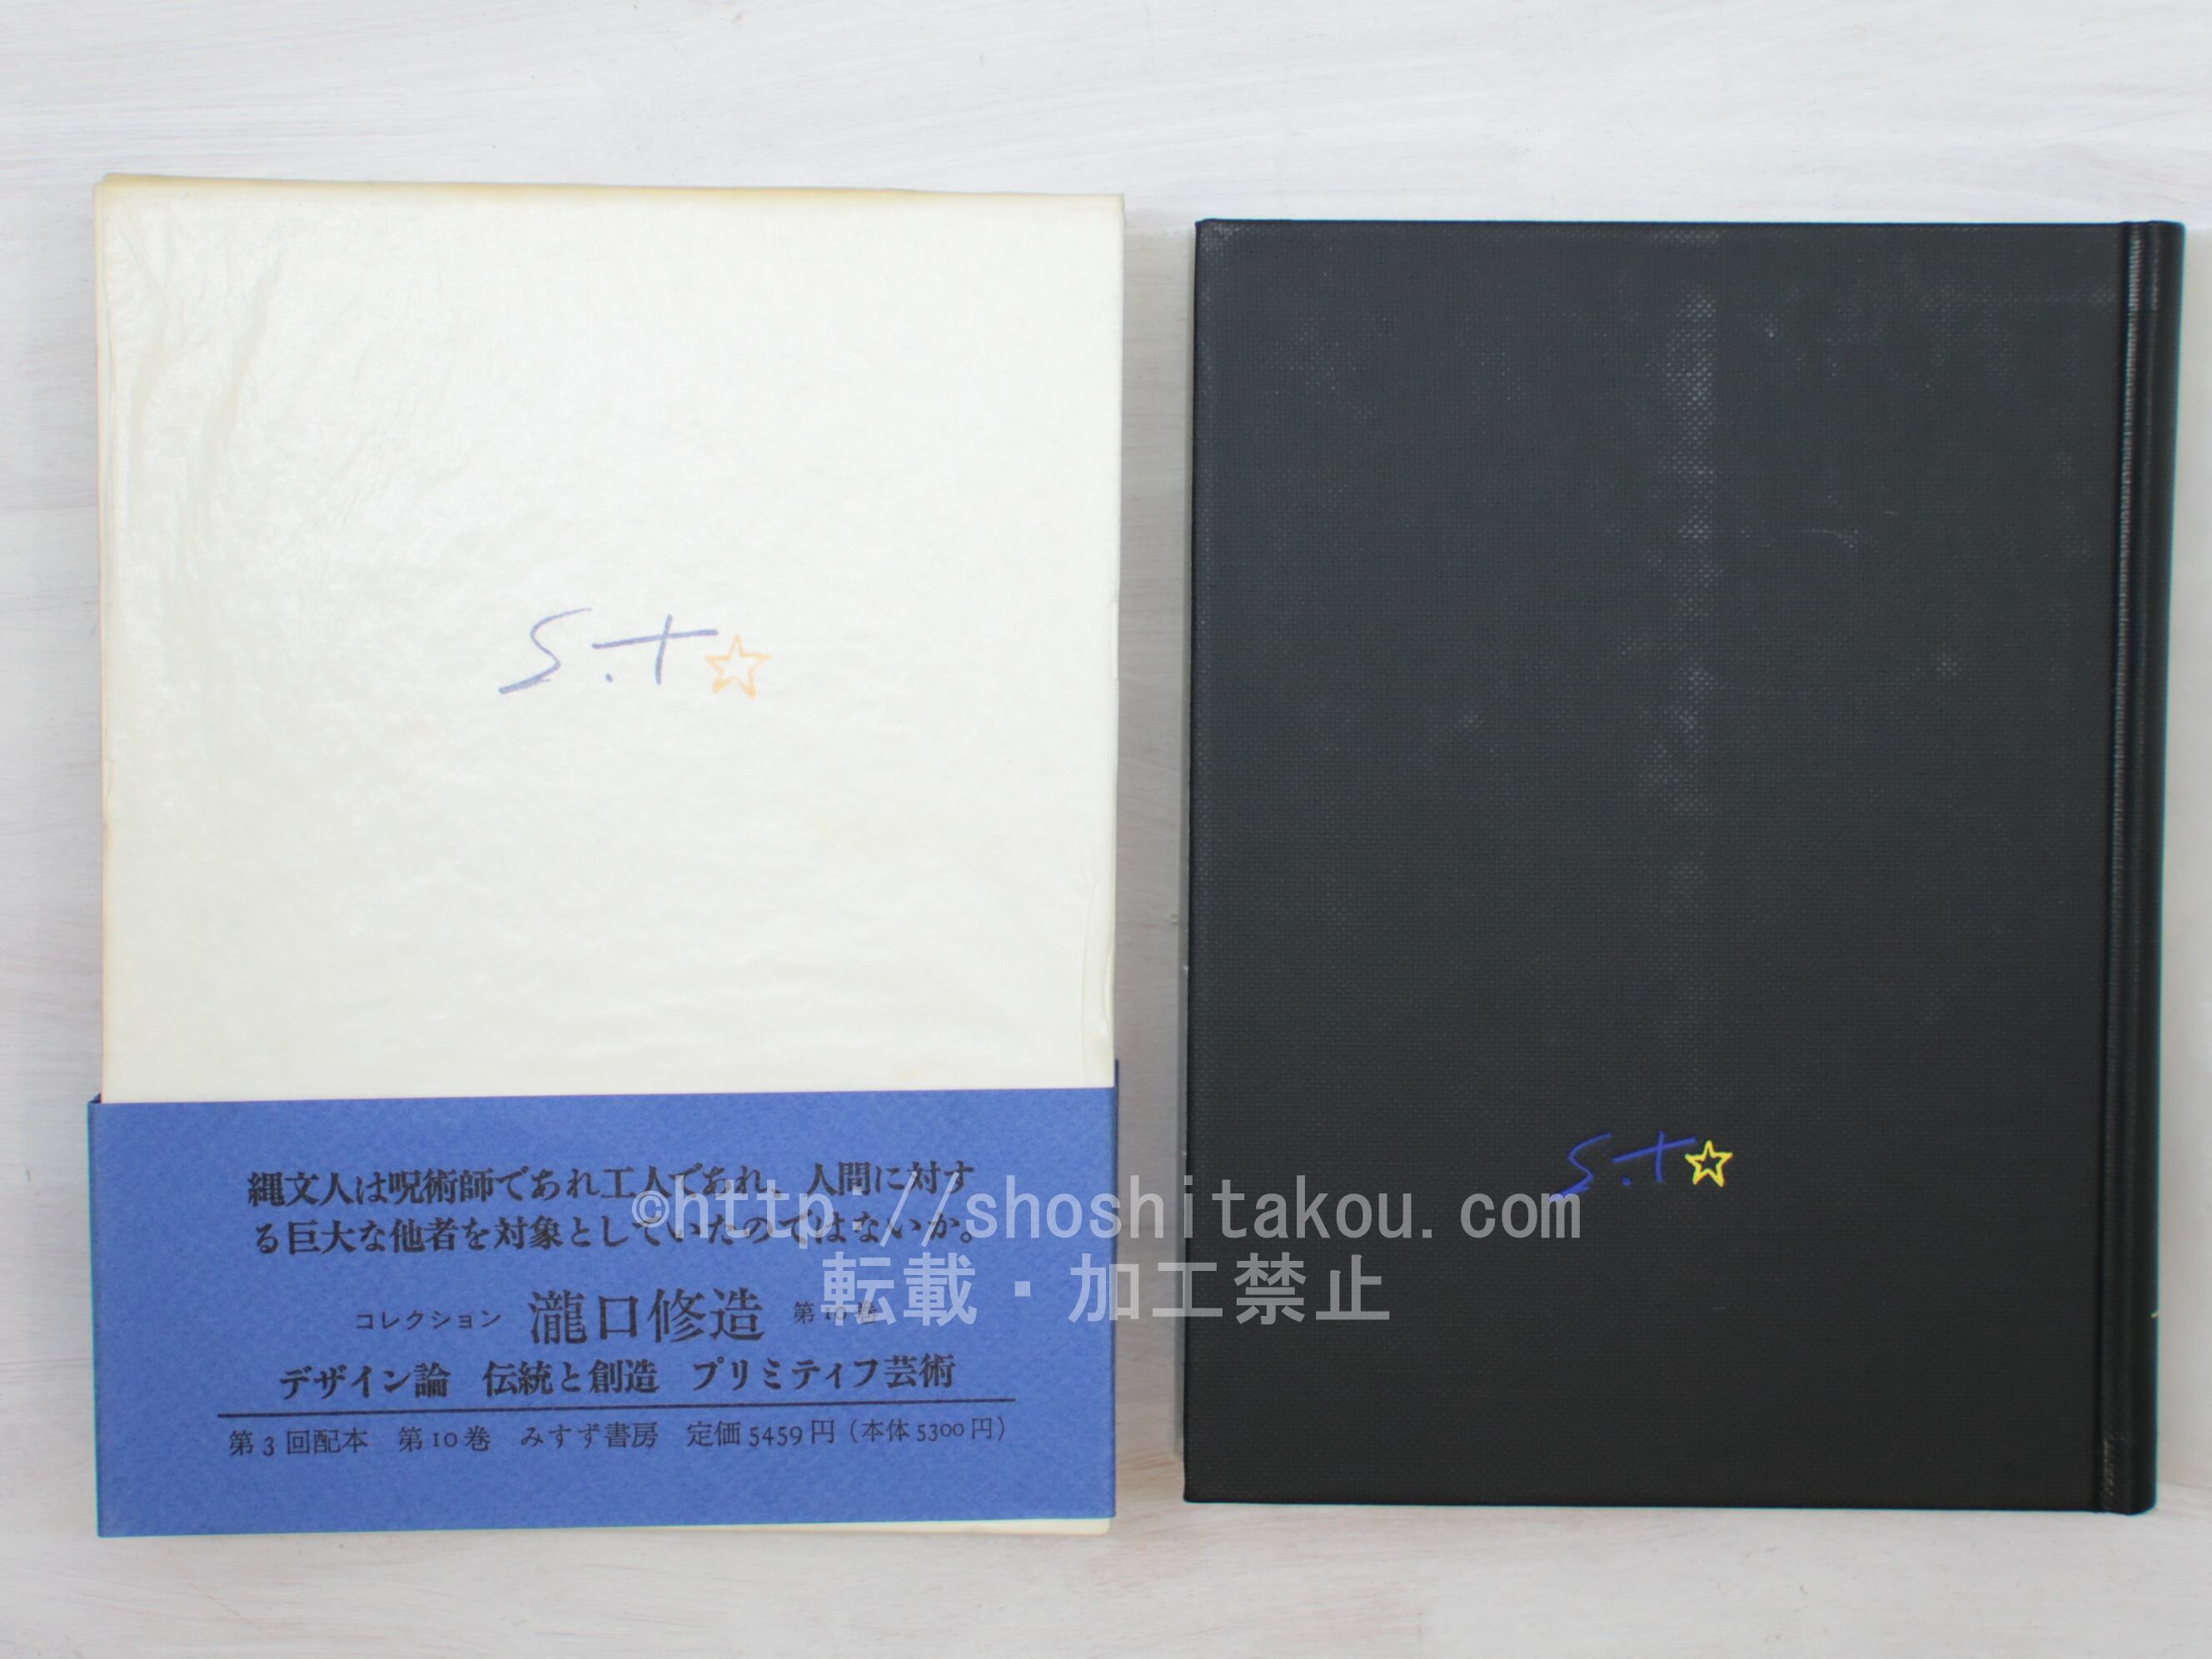 S.T☆
縄文人は呪術師であれ工人であれ、人間に対す
る巨大な他者を対象としていたのではないか。
コレクション 瀧口修造 第10巻
デザイン論 伝統と創造 プリミティフ芸術
第3回配本 第10巻 みすず書房 定価5459円(本体5300円)
S.T☆
©http://shoshitakou.com
転載・加工禁止